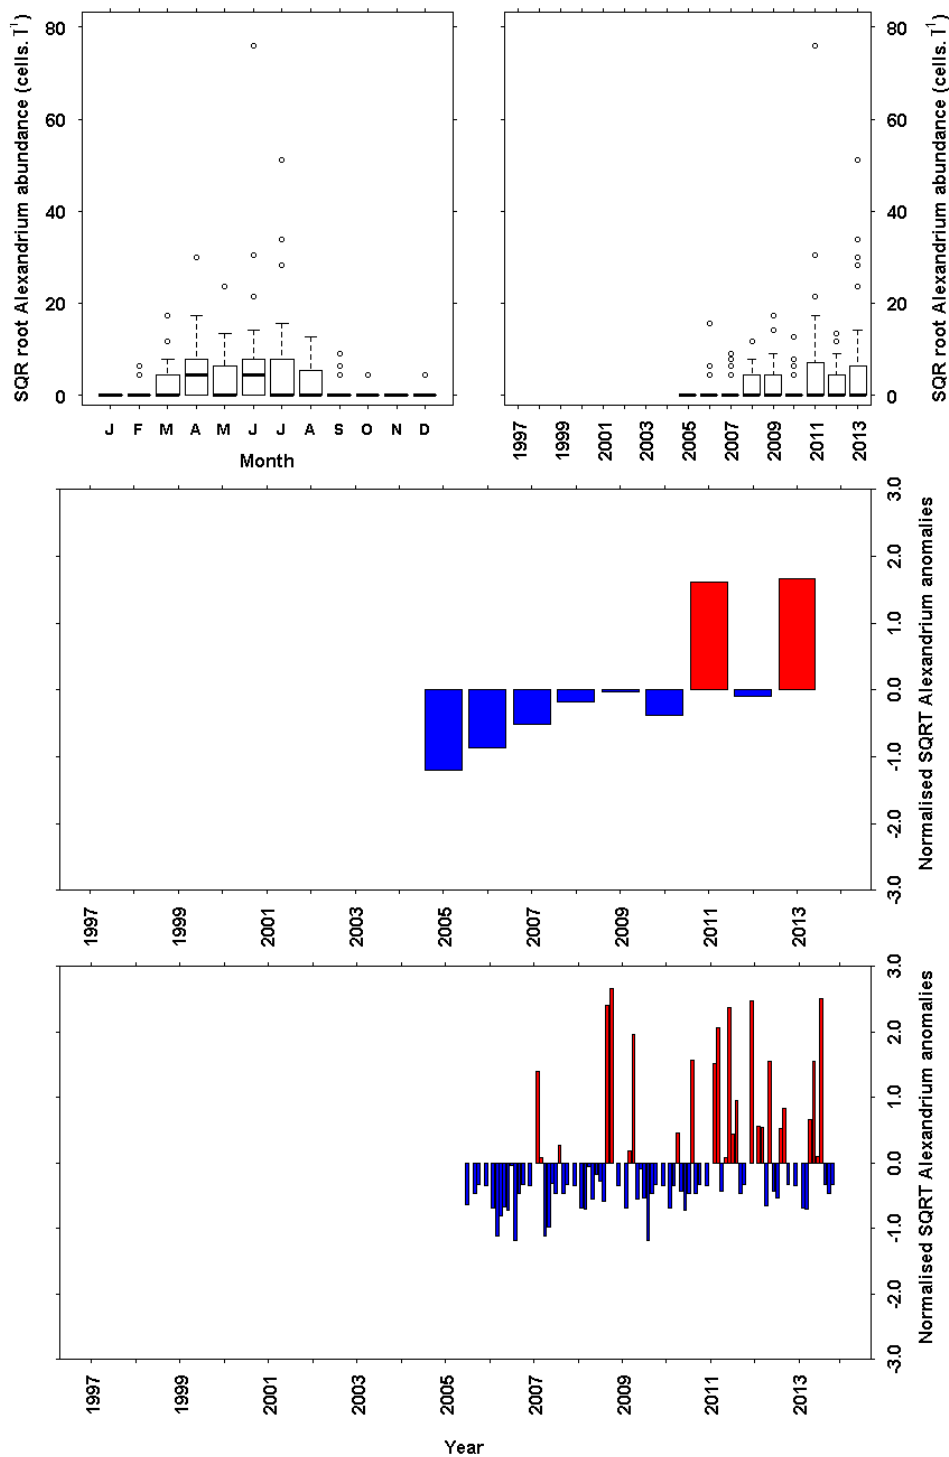 SQR root Alexandrium abundance (cells. l¯¹)
80
60
40
20
0
J F M A M J J A S O N D
Month
80
60
40
20
0
SQR root Alexandrium abundance (cells. l¯¹)
1997 1999 2001 2003 2005 2007 2009 2011 2013
3.0
2.0
1.0
0.0
-1.0
-2.0
-3.0
Normalised SQRT Alexandrium anomalies
1997 1999 2001 2003 2005 2007 2009 2011 2013
3.0
2.0
1.0
0.0
-1.0
-2.0
-3.0
Normalised SQRT Alexandrium anomalies
1997 1999 2001 2003 2005 2007 2009 2011 2013
Year